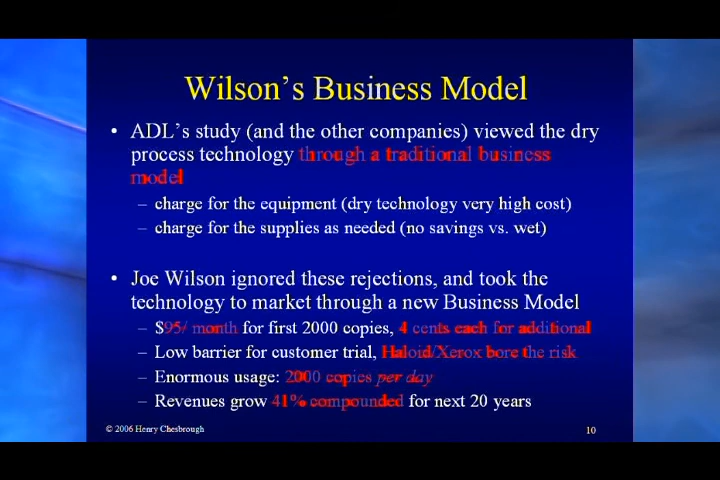 Wilson's Business Model
• ADL's study (and the other companies) viewed the dry
process technology through a traditional business
model
– charge for the equipment (dry technology very high cost)
– charge for the supplies as needed (no savings vs. wet)
• Joe Wilson ignored these rejections, and took the
technology to market through a new Business Model
– $95/ month for first 2000 copies, 4 cents each for additional
– Low barrier for customer trial, Haloid/Xerox bore the risk
– Enormous usage: 2000 copies per day
– Revenues grow 41% compounded for next 20 years
© 2006 Henry Chesbrough
10